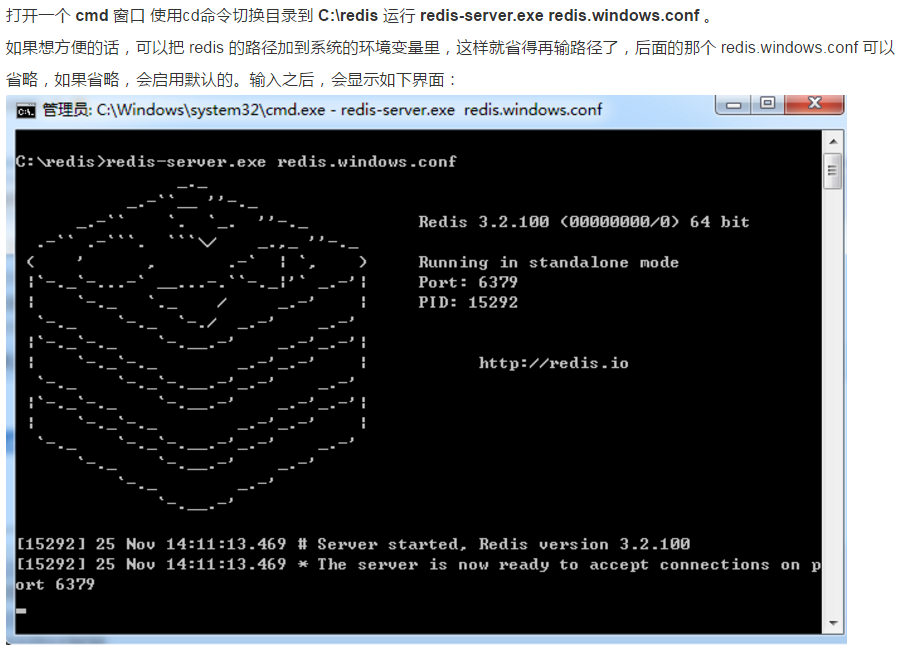 打开一个 cmd 窗口 使用cd命令切换目录到 C:\redis 运行 redis-server.exe redis.windows.conf 。
如果想方便的话，可以把 redis 的路径加到系统的环境变量里，这样就省得再输路径了，后面的那个 redis.windows.conf 可以
省略，如果省略，会启用默认的。输入之后，会显示如下界面：
管理员: C:\Windows\system32\cmd.exe - redis-server.exe redis.windows.conf
C:\redis>redis-server.exe redis.windows.conf
Redis 3.2.100 (00000000/0) 64 bit
Running in standalone mode
Port: 6379
PID: 15292
http://redis.io
[15292] 25 Nov 14:11:13.469 # Server started, Redis version 3.2.100
[15292] 25 Nov 14:11:13.469 * The server is now ready to accept connections on p
ort 6379